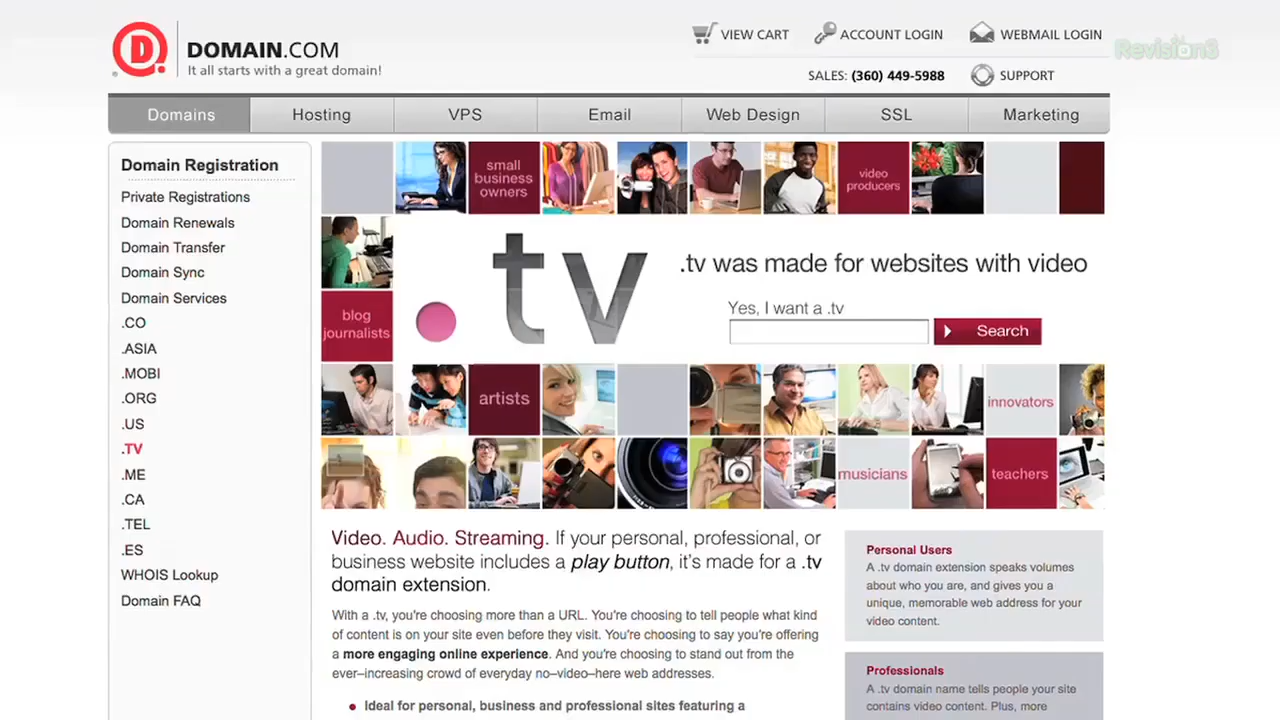 DOMAIN.COM
It all starts with a great domain!
VIEW CART
ACCOUNT LOGIN
WEBMAIL LOGIN
Revision3
SALES: (360) 449-5988
SUPPORT
Domains
Hosting
VPS
Email
Web Design
SSL
Marketing
Domain Registration
Private Registrations
Domain Renewals
Domain Transfer
Domain Sync
Domain Services
.CO
.ASIA
.MOBI
.ORG
.US
.TV
.ME
.CA
.TEL
.ES
WHOIS Lookup
Domain FAQ
small
business
owners
video
producers
.tv
.tv was made for websites with video
Yes, I want a .tv
Search
blog
journalists
artists
innovators
musicians
teachers
Video. Audio. Streaming. If your personal, professional, or
business website includes a play button, it's made for a .tv
domain extension.
With a .tv, you're choosing more than a URL. You're choosing to tell people what kind
of content is on your site even before they visit. You're choosing to say you're offering
a more engaging online experience. And you're choosing to stand out from the
ever–increasing crowd of everyday no–video–here web addresses.
Ideal for personal, business and professional sites featuring a
Personal Users
A .tv domain extension speaks volumes
about who you are, and gives you a
unique, memorable web address for your
video content.
Professionals
A .tv domain name tells people your site
contains video content. Plus, more